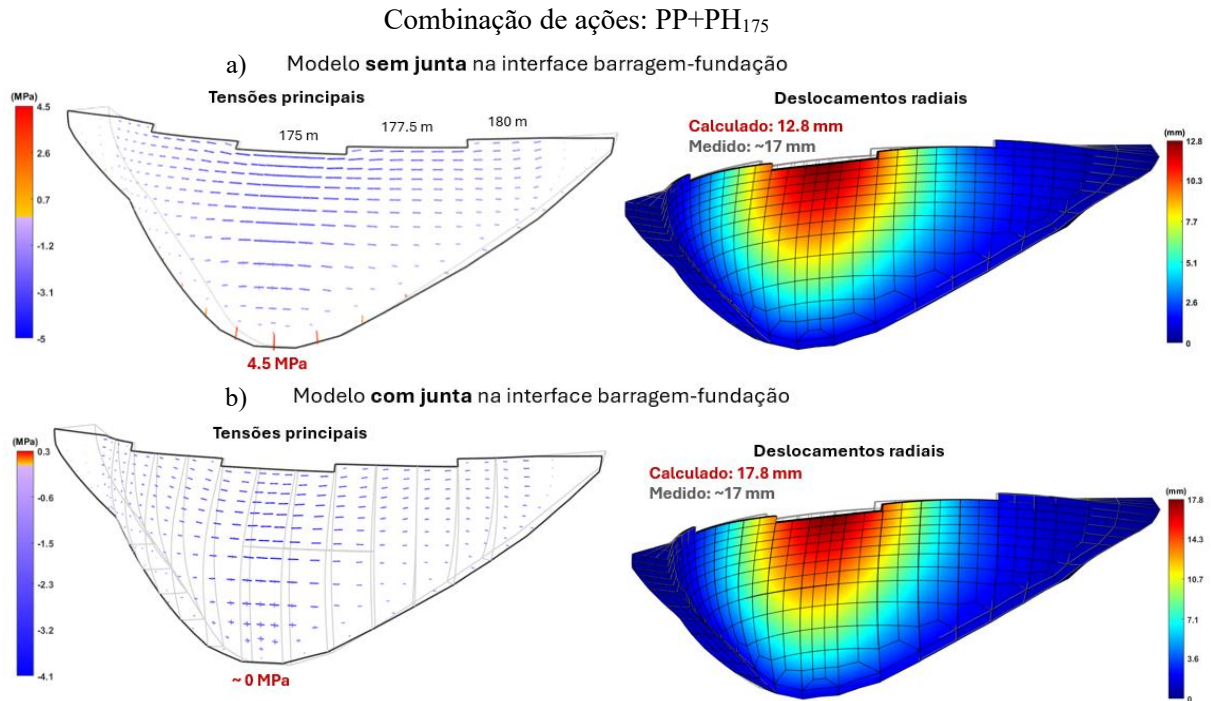 Combinação de ações: PP+PH₁₇₅
a) Modelo sem junta na interface barragem-fundação
(MPa)
4.5
2.6
0.7
-1.2
-3.1
-5
Tensões principais
175 m
177.5 m
180 m
4.5 MPa
Deslocamentos radiais
Calculado: 12.8 mm
Medido: ~17 mm
(mm)
12.8
10.3
7.7
5.1
2.6
0
b) Modelo com junta na interface barragem-fundação
(MPa)
0.3
-0.6
-1.5
-2.3
-3.2
-4.1
Tensões principais
~ 0 MPa
Deslocamentos radiais
Calculado: 17.8 mm
Medido: ~17 mm
(mm)
17.8
14.3
10.7
7.1
3.6
0